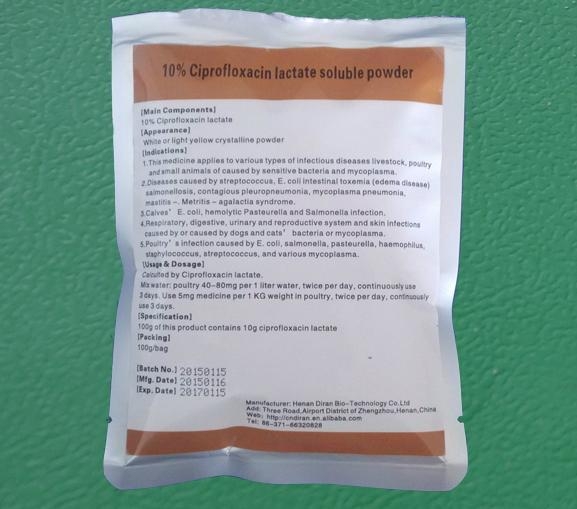 10% Ciprofloxacin lactate soluble powder
[Main Components]
10% Ciprofloxacin lactate
[Appearance]
White or light yellow crystalline powder
[Indications]
1.This medicine applies to various types of infectious diseases livestock, poultry
and small animals of caused by sensitive bacteria and mycoplasma.
2.Diseases caused by streptococcus, E. coli intestinal toxemia (edema disease)
salmonellosis, contagious pleuropneumonia, mycoplasma pneumonia,
mastitis -. Metritis - agalactia syndrome.
3.Calves' E. coli, hemolytic Pasteurella and Salmonella infection.
4.Respiratory, digestive, urinary and reproductive system and skin infections
caused by or caused by dogs and cats' bacteria or mycoplasma.
5.Poultry' s infection caused by E. coli, salmonella, pasteurella, haemophilus,
staphylococcus, streptococcus, and various mycoplasma.
[Usage & Dosage]
Calculted by Ciprofloxacin lactate.
Mix water: poultry 40-80mg per 1 liter water, twice per day, continuously use
3 days. Use 5mg medicine per 1 KG weight in poultry, twice per day, continuously
use 3 days.
[Specification]
100g of this product contains 10g ciprofloxacin lactate
[Packing]
100g/bag
[Batch No.] 20150115
[Mfg. Date] 20150116
[Exp. Date] 20170115
Manufacturer: Henan Diran Bio-Technology Co.Ltd
Add: Three Road,Airport District of Zhengzhou,Henan,China
Web: http://cndiran.en.alibaba.com
Tel: 86-371-66320828